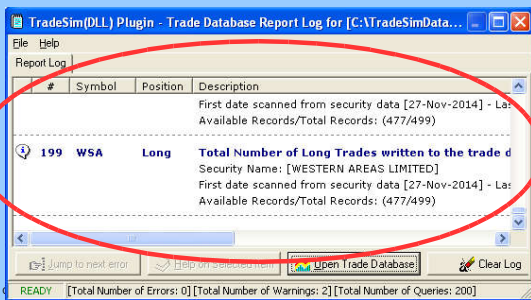 TradeSim(DLL) Plugin - Trade Database Report Log for [C:\TradeSimData...
File Help
Report Log
# Symbol Position Description
First date scanned from security data [27-Nov-2014] - Las
Available Records/Total Records: (477/499)
199 WSA Long Total Number of Long Trades written to the trade d
Security Name: [WESTERN AREAS LIMITED]
First date scanned from security data [27-Nov-2014] - Las
Available Records/Total Records: (477/499)
Jump to next error Help on Selected Item Open Trade Database Clear Log
READY [Total Number of Errors: 0] [Total Number of Warnings: 2] [Total Number of Queries: 200]